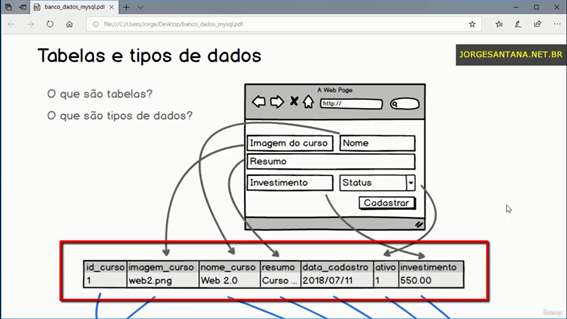 banco_dados_mysql.pdf
file:///C:/Users/Jorge/Desktop/banco_dados_mysql.pdf
Tabelas e tipos de dados
JORGESANTANA.NET.BR
O que são tabelas?
O que são tipos de dados?
A Web Page
http://
Imagem do curso Nome
Resumo
Investimento Status
Cadastrar
id_curso imagem_curso nome_curso resumo data_cadastro ativo investimento
1 web2.png Web 2.0 Curso ... 2018/07/11 1 550.00
Udemy